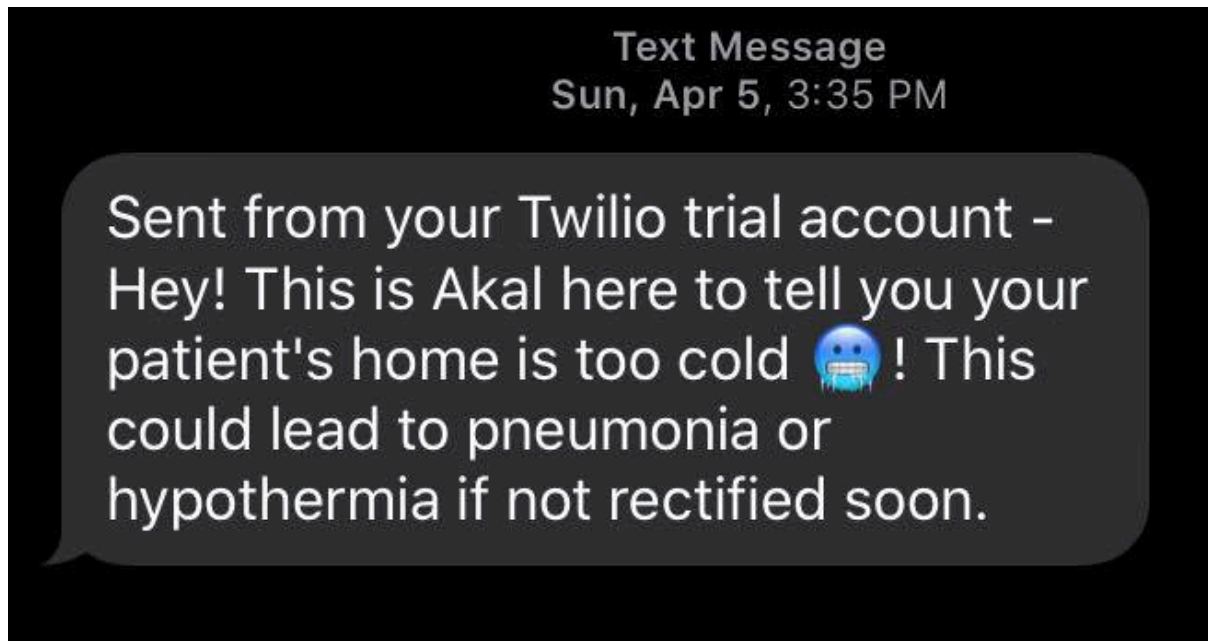 Text Message
Sun, Apr 5, 3:35 PM
Sent from your Twilio trial account -
Hey! This is Akal here to tell you your
patient's home is too cold 🥶! This
could lead to pneumonia or
hypothermia if not rectified soon.